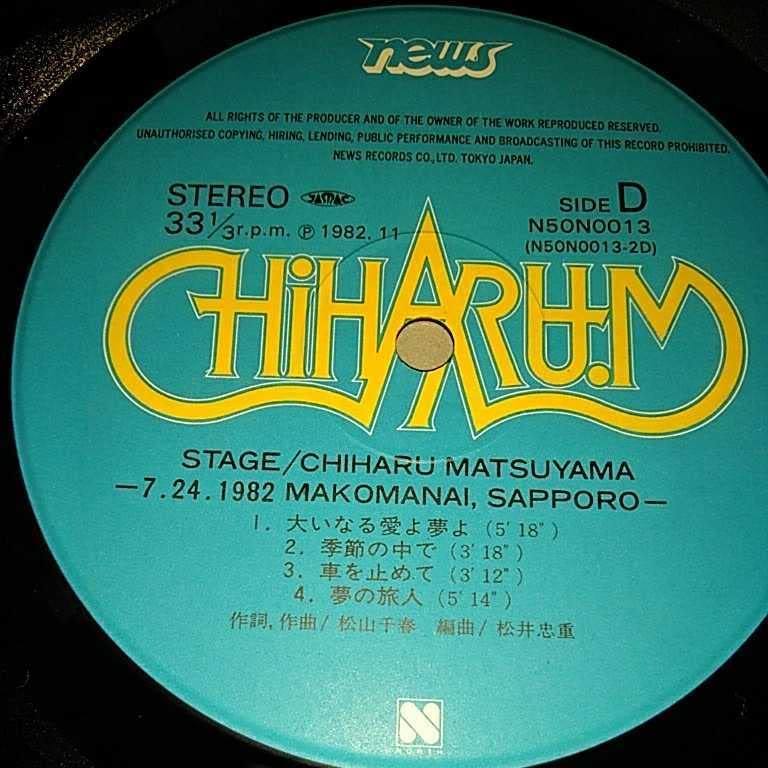 news
ALL RIGHTS OF THE PRODUCER AND OF THE OWNER OF THE WORK REPRODUCED RESERVED.
UNAUTHORISED COPYING, HIRING, LENDING, PUBLIC PERFORMANCE AND BROADCASTING OF THIS RECORD PROHIBITED.
NEWS RECORDS CO.,LTD. TOKYO JAPAN.
STEREO JASRAC SIDE D
33 1/3 r.p.m. ℗ 1982. 11 N50N0013
(N50N0013-2D)
CHiHARU.M
STAGE/CHIHARU MATSUYAMA
—7.24.1982 MAKOMANAI, SAPPORO—
1. 大いなる愛よ夢よ (5'18")
2. 季節の中で (3'18")
3. 車を止めて (3'12")
4. 夢の旅人 (5'14")
作詞,作曲/ 松山千春 編曲/ 松井忠重
N
NORTH